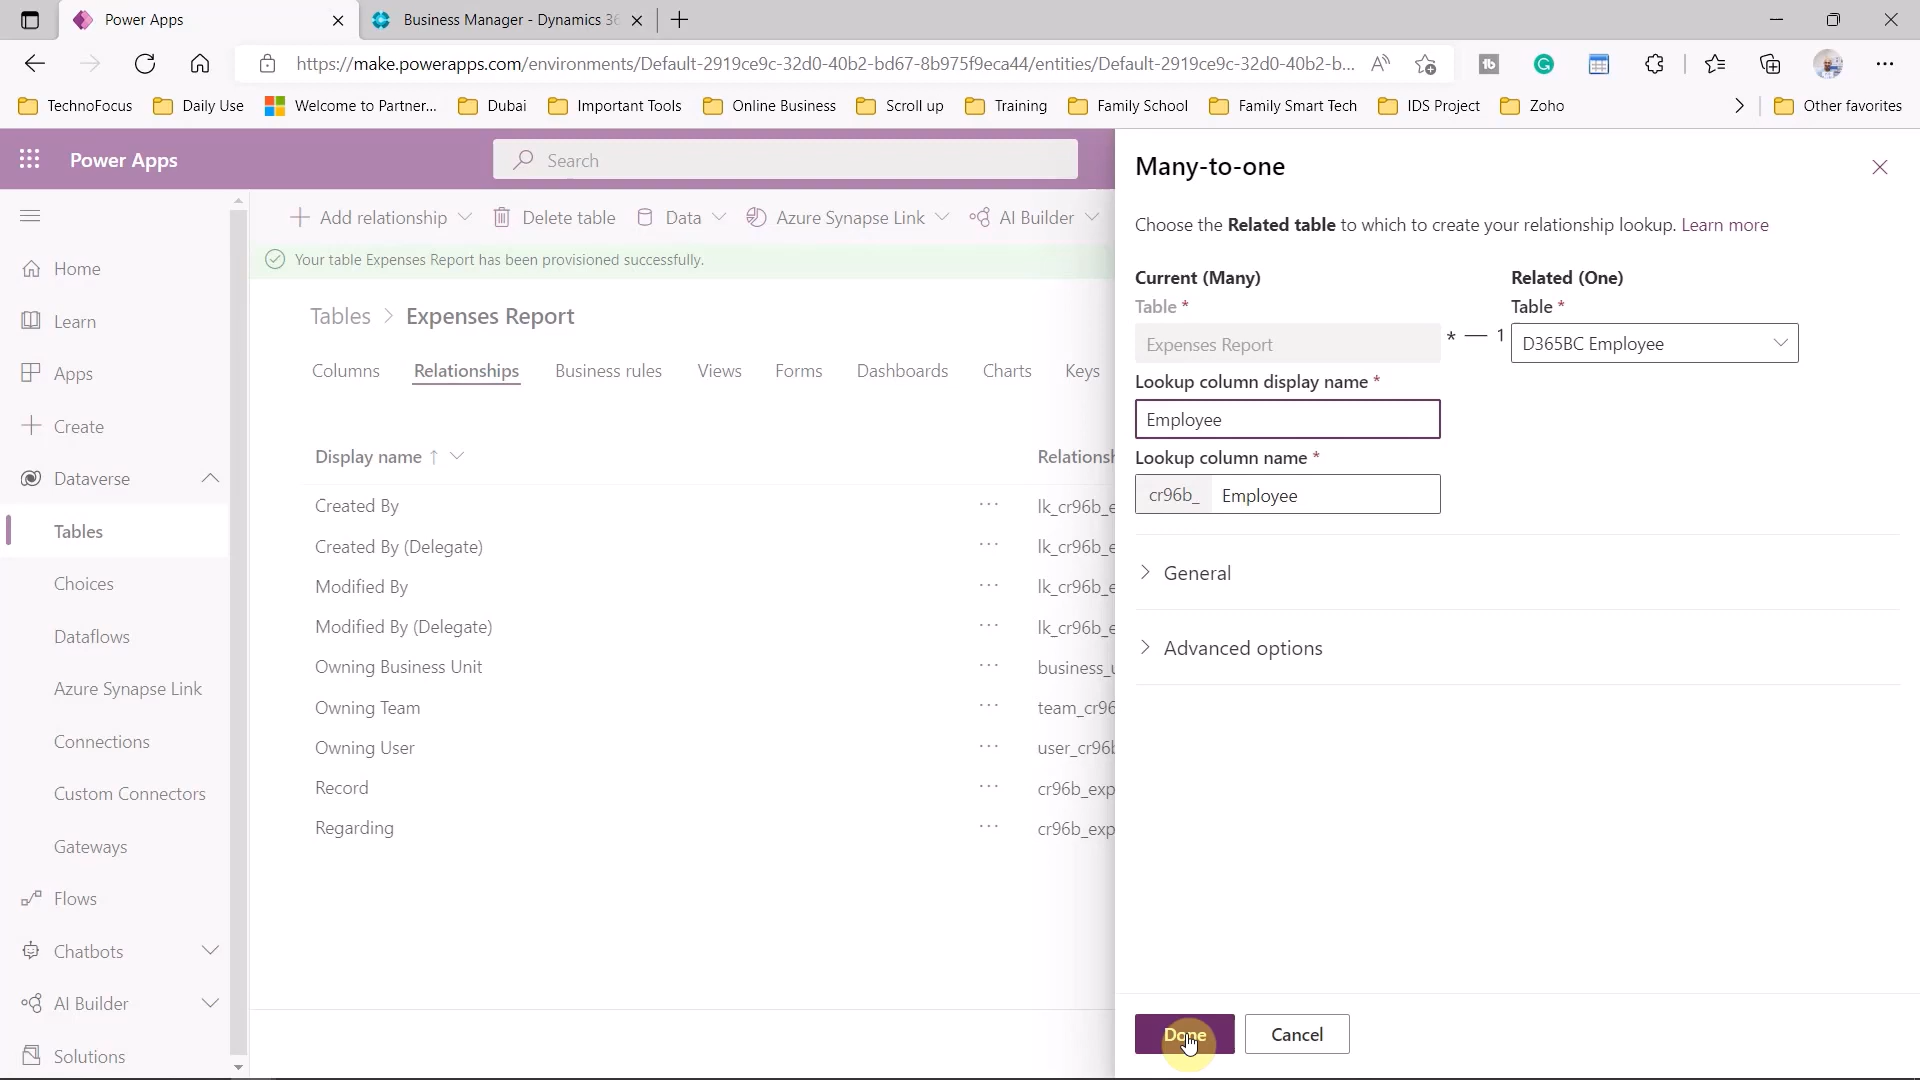 Power Apps
Business Manager - Dynamics 36
https://make.powerapps.com/environments/Default-2919ce9c-32d0-40b2-bd67-8b975f9eca44/entities/Default-2919ce9c-32d0-40b2-b...
TechnoFocus
Daily Use
Welcome to Partner...
Dubai
Important Tools
Online Business
Scroll up
Training
Family School
Family Smart Tech
IDS Project
Zoho
Other favorites
Power Apps
Search
Add relationship
Delete table
Data
Azure Synapse Link
AI Builder
Your table Expenses Report has been provisioned successfully.
Home
Learn
Apps
Create
Dataverse
Tables
Choices
Dataflows
Azure Synapse Link
Connections
Custom Connectors
Gateways
Flows
Chatbots
AI Builder
Solutions
Tables > Expenses Report
Columns
Relationships
Business rules
Views
Forms
Dashboards
Charts
Keys
Display name ↑
Relationsh
Created By ... lk_cr96b_e
Created By (Delegate) ... lk_cr96b_e
Modified By ... lk_cr96b_e
Modified By (Delegate) ... lk_cr96b_e
Owning Business Unit ... business_u
Owning Team ... team_cr96
Owning User ... user_cr96b
Record ... cr96b_exp
Regarding ... cr96b_exp
Many-to-one
Choose the Related table to which to create your relationship lookup. Learn more
Current (Many)
Table *
Expenses Report
* — 1
Related (One)
Table *
D365BC Employee
Lookup column display name *
Employee
Lookup column name *
cr96b_ Employee
General
Advanced options
Done
Cancel